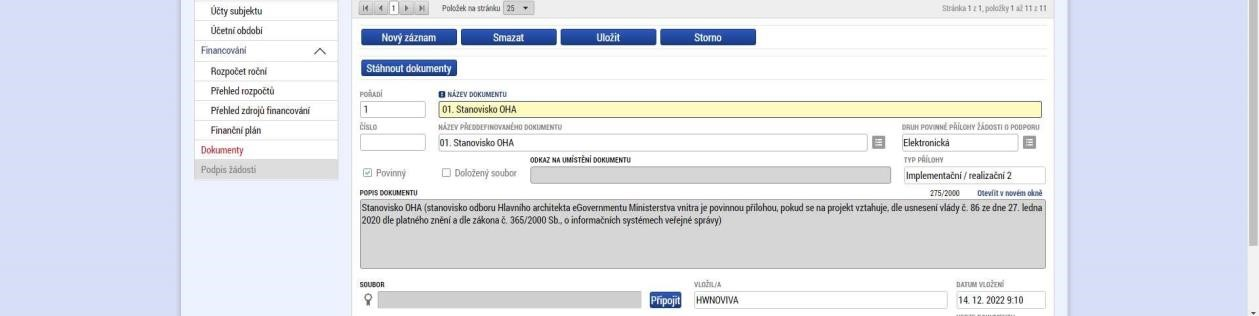 Účty subjektu
Účetní období
Financování
Rozpočet roční
Přehled rozpočtů
Přehled zdrojů financování
Finanční plán
Dokumenty
Podpis žádosti
1 Položek na stránku 25 Stránka 1 z 1, položky 1 až 11 z 11
Nový záznam Smazat Uložit Storno
Stáhnout dokumenty
POŘADÍ NÁZEV DOKUMENTU
1 01. Stanovisko OHA
ČÍSLO NÁZEV PŘEDDEFINOVANÉHO DOKUMENTU DRUH POVINNÉ PŘÍLOHY ŽÁDOSTI O PODPORU
01. Stanovisko OHA Elektronická
ODKAZ NA UMÍSTĚNÍ DOKUMENTU TYP PŘÍLOHY
Povinný Doložený soubor Implementační / realizační 2
POPIS DOKUMENTU 275/2000 Otevřít v novém okně
Stanovisko OHA (stanovisko odboru Hlavního architekta eGovernmentu Ministerstva vnitra je povinnou přílohou, pokud se na projekt vztahuje, dle usnesení vlády č. 86 ze dne 27. ledna
2020 dle platného znění a dle zákona č. 365/2000 Sb., o informačních systémech veřejné správy)
SOUBOR VLOŽIL/A DATUM VLOŽENÍ
Připojit HWNOVIVA 14. 12. 2022 9:10